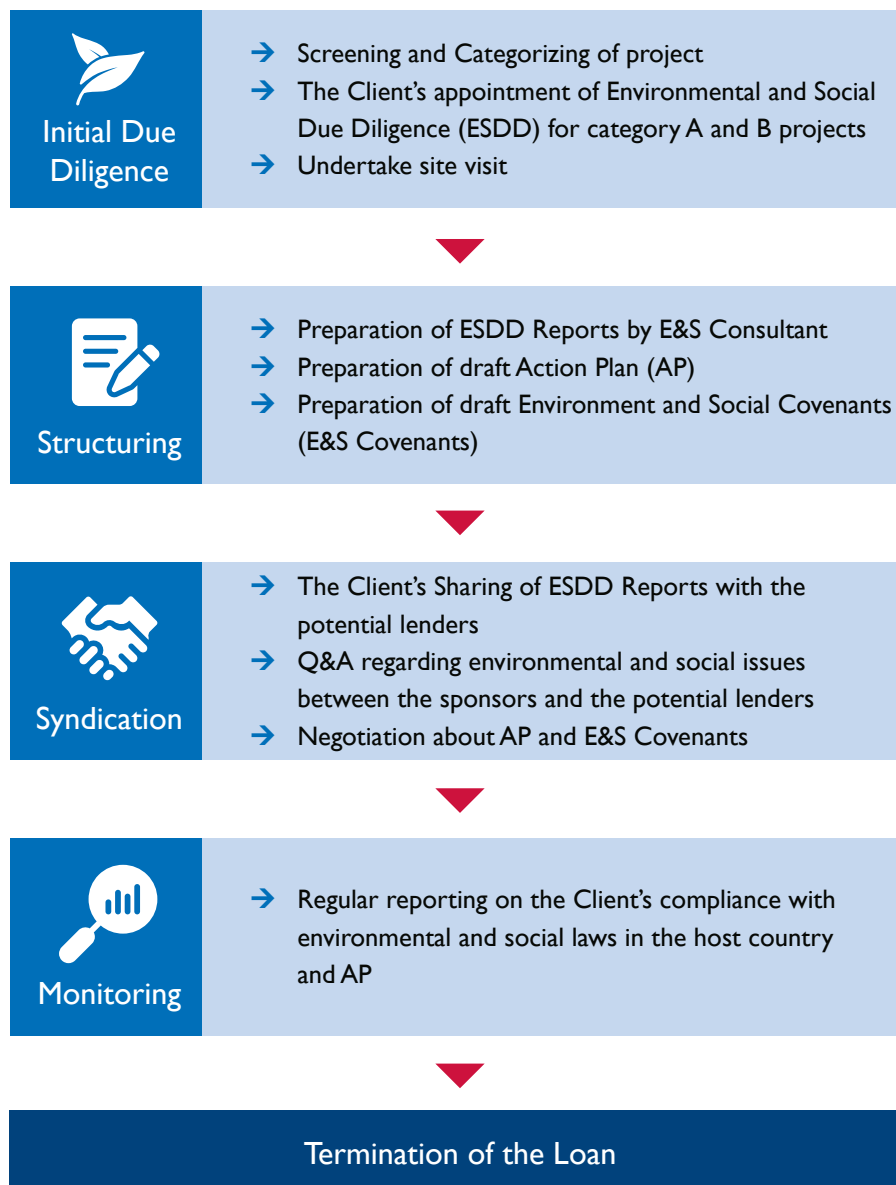 Initial Due
Diligence
Screening and Categorizing of project
The Client's appointment of Environmental and Social
Due Diligence (ESDD) for category A and B projects
Undertake site visit
Structuring
Preparation of ESDD Reports by E&S Consultant
Preparation of draft Action Plan (AP)
Preparation of draft Environment and Social Covenants
(E&S Covenants)
Syndication
The Client's Sharing of ESDD Reports with the
potential lenders
Q&A regarding environmental and social issues
between the sponsors and the potential lenders
Negotiation about AP and E&S Covenants
Monitoring
Regular reporting on the Client's compliance with
environmental and social laws in the host country
and AP
Termination of the Loan